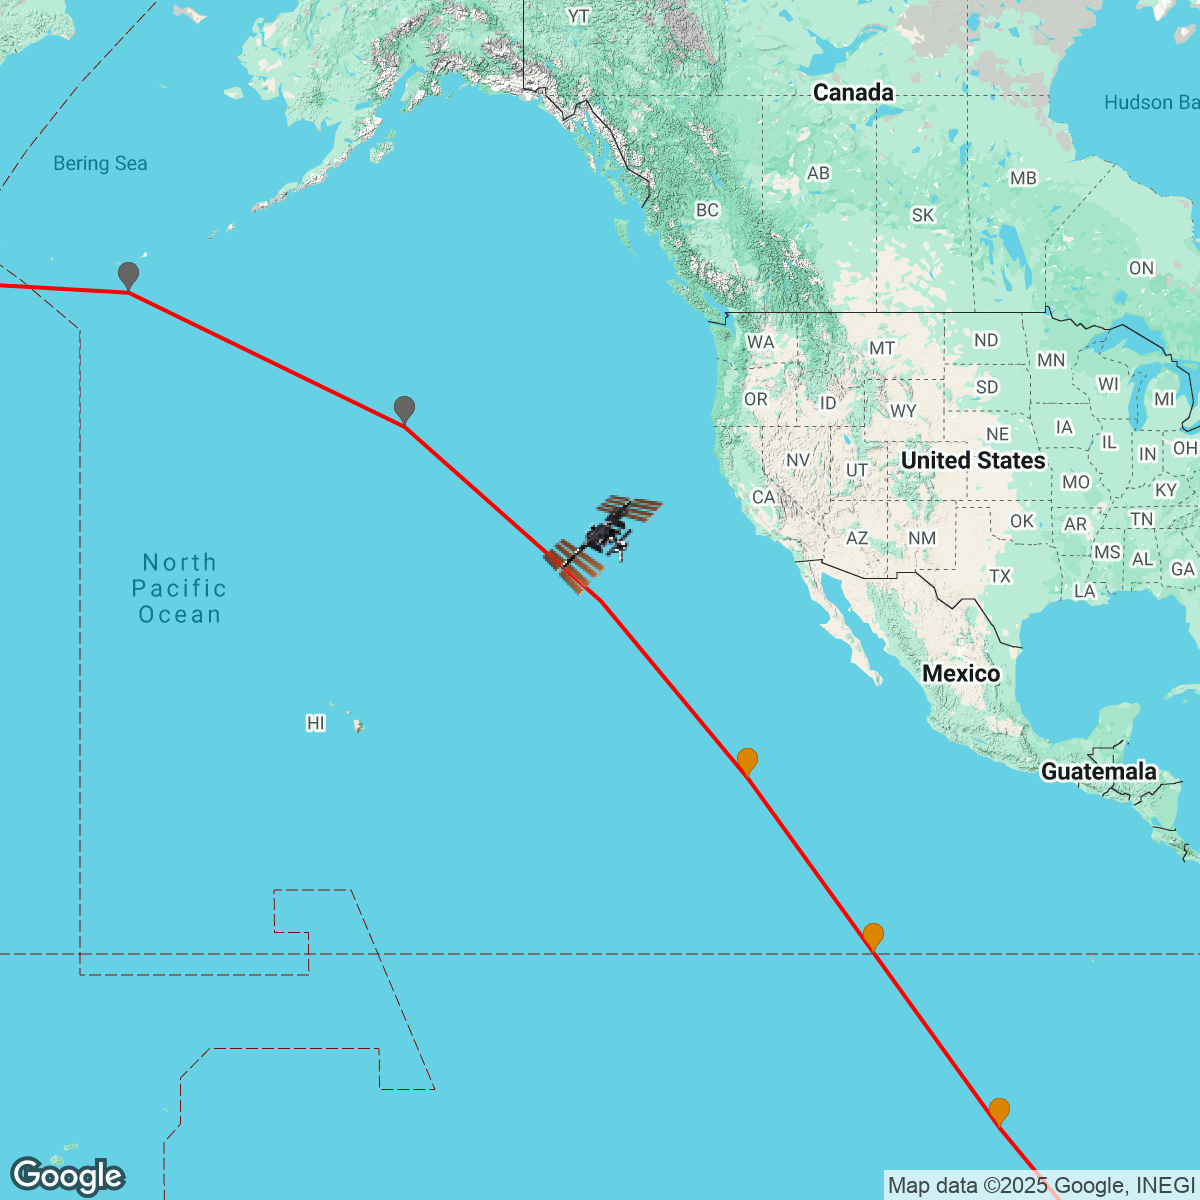 YT
Canada
Hudson Ba
Bering Sea
AB
MB
BC
SK
ON
WA
MT
ND
MN
OR
ID
WY
SD
WI
MI
NE
IA
IL
IN
OH
NV
UT
United States
CA
MO
KY
OK
AR
TN
AZ
NM
MS
AL
GA
TX
LA
North
Pacific
Ocean
Mexico
HI
Guatemala
Google
Map data ©2025 Google, INEGI